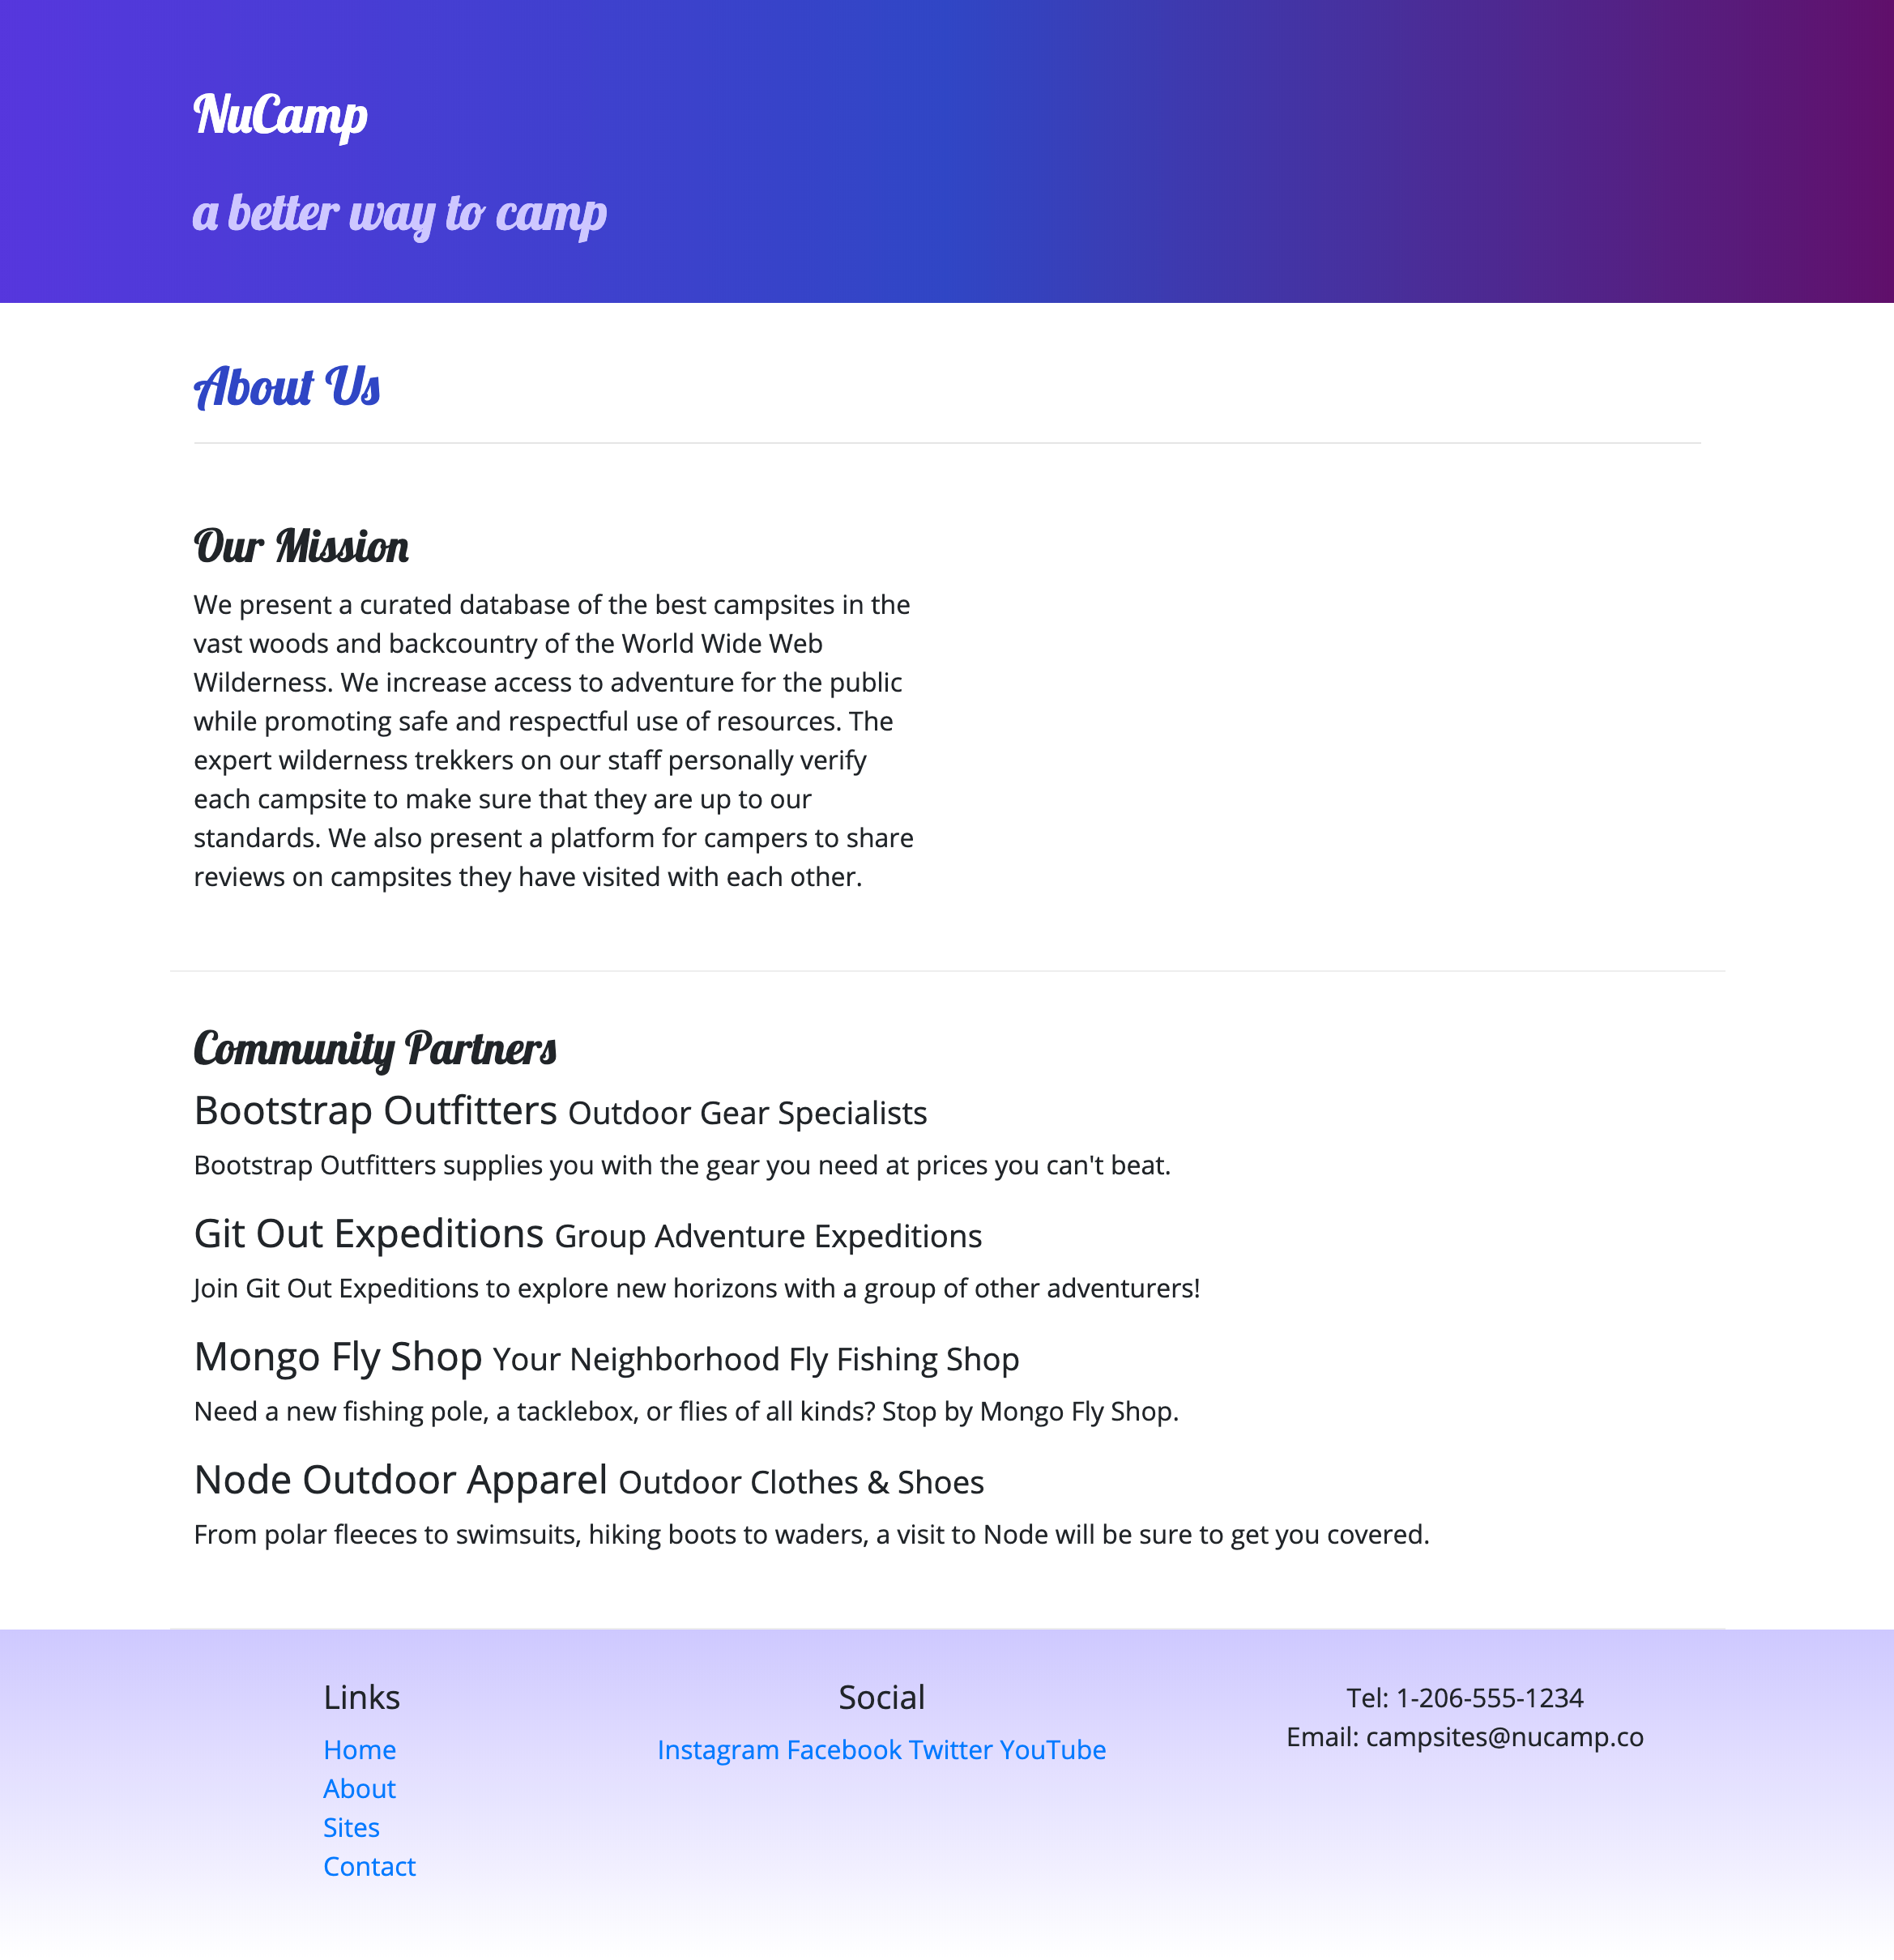 NuCamp
a better way to camp
About Us
Our Mission
We present a curated database of the best campsites in the
vast woods and backcountry of the World Wide Web
Wilderness. We increase access to adventure for the public
while promoting safe and respectful use of resources. The
expert wilderness trekkers on our staff personally verify
each campsite to make sure that they are up to our
standards. We also present a platform for campers to share
reviews on campsites they have visited with each other.
Community Partners
Bootstrap Outfitters Outdoor Gear Specialists
Bootstrap Outfitters supplies you with the gear you need at prices you can't beat.
Git Out Expeditions Group Adventure Expeditions
Join Git Out Expeditions to explore new horizons with a group of other adventurers!
Mongo Fly Shop Your Neighborhood Fly Fishing Shop
Need a new fishing pole, a tacklebox, or flies of all kinds? Stop by Mongo Fly Shop.
Node Outdoor Apparel Outdoor Clothes & Shoes
From polar fleeces to swimsuits, hiking boots to waders, a visit to Node will be sure to get you covered.
Links
Home
About
Sites
Contact
Social
Instagram Facebook Twitter YouTube
Tel: 1-206-555-1234
Email: campsites@nucamp.co